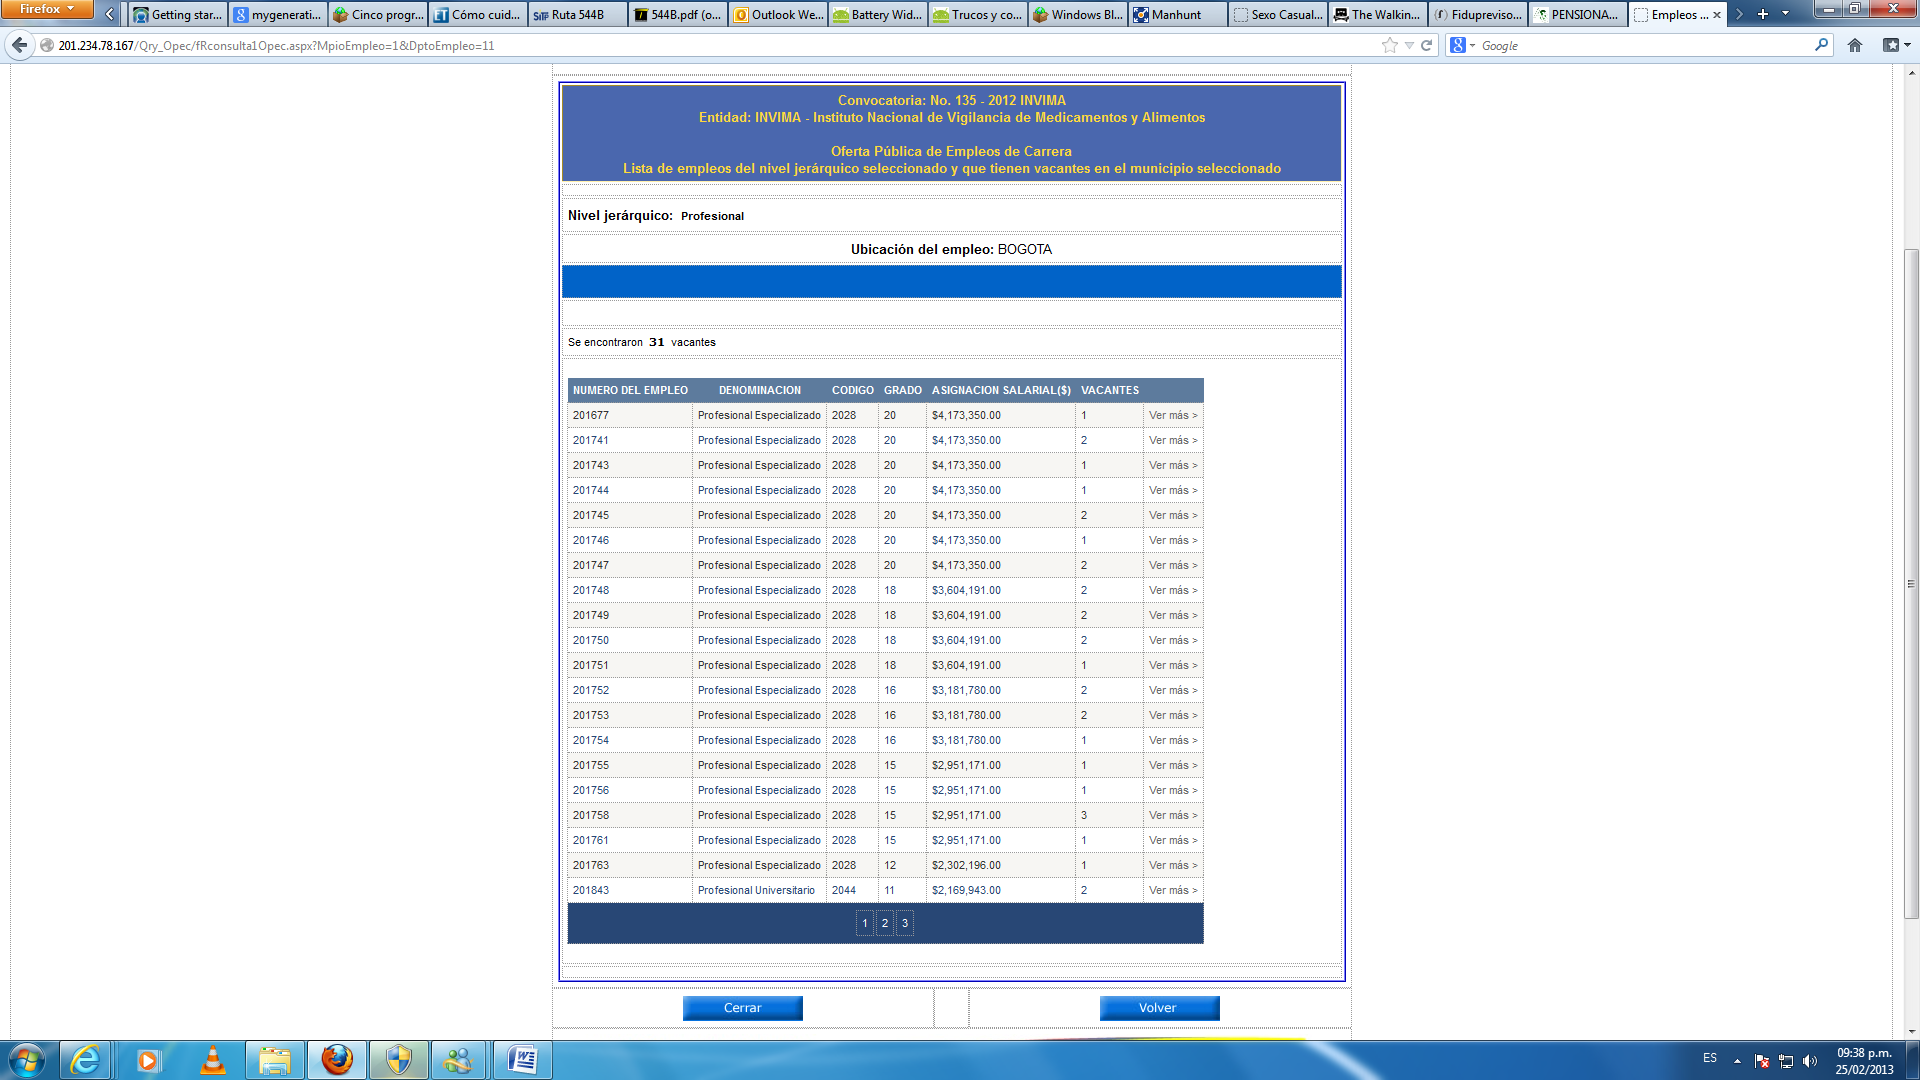 Firefox
Getting star...
mygenerati...
Cinco progr...
Cómo cuid...
Ruta 544B
544B.pdf (o...
Outlook We...
Battery Wid...
Trucos y co...
Windows Bl...
Manhunt
Sexo Casual...
The Walkin...
Fidupreviso...
PENSIONA...
Empleos ...
201.234.78.167/Qry_Opec/fRconsulta1Opec.aspx?MpioEmpleo=1&DptoEmpleo=11
Google
Convocatoria: No. 135 - 2012 INVIMA
Entidad: INVIMA - Instituto Nacional de Vigilancia de Medicamentos y Alimentos
Oferta Pública de Empleos de Carrera
Lista de empleos del nivel jerárquico seleccionado y que tienen vacantes en el municipio seleccionado
Nivel jerárquico: Profesional
Ubicación del empleo: BOGOTA
Se encontraron 31 vacantes
NUMERO DEL EMPLEO DENOMINACION CODIGO GRADO ASIGNACION SALARIAL($) VACANTES
201677 Profesional Especializado 2028 20 $4,173,350.00 1 Ver más >
201741 Profesional Especializado 2028 20 $4,173,350.00 2 Ver más >
201743 Profesional Especializado 2028 20 $4,173,350.00 1 Ver más >
201744 Profesional Especializado 2028 20 $4,173,350.00 1 Ver más >
201745 Profesional Especializado 2028 20 $4,173,350.00 2 Ver más >
201746 Profesional Especializado 2028 20 $4,173,350.00 1 Ver más >
201747 Profesional Especializado 2028 20 $4,173,350.00 2 Ver más >
201748 Profesional Especializado 2028 18 $3,604,191.00 2 Ver más >
201749 Profesional Especializado 2028 18 $3,604,191.00 2 Ver más >
201750 Profesional Especializado 2028 18 $3,604,191.00 2 Ver más >
201751 Profesional Especializado 2028 18 $3,604,191.00 1 Ver más >
201752 Profesional Especializado 2028 16 $3,181,780.00 2 Ver más >
201753 Profesional Especializado 2028 16 $3,181,780.00 2 Ver más >
201754 Profesional Especializado 2028 16 $3,181,780.00 1 Ver más >
201755 Profesional Especializado 2028 15 $2,951,171.00 1 Ver más >
201756 Profesional Especializado 2028 15 $2,951,171.00 1 Ver más >
201758 Profesional Especializado 2028 15 $2,951,171.00 3 Ver más >
201761 Profesional Especializado 2028 15 $2,951,171.00 1 Ver más >
201763 Profesional Especializado 2028 12 $2,302,196.00 1 Ver más >
201843 Profesional Universitario 2044 11 $2,169,943.00 2 Ver más >
1 2 3
Cerrar Volver
ES
09:38 p.m.
25/02/2013